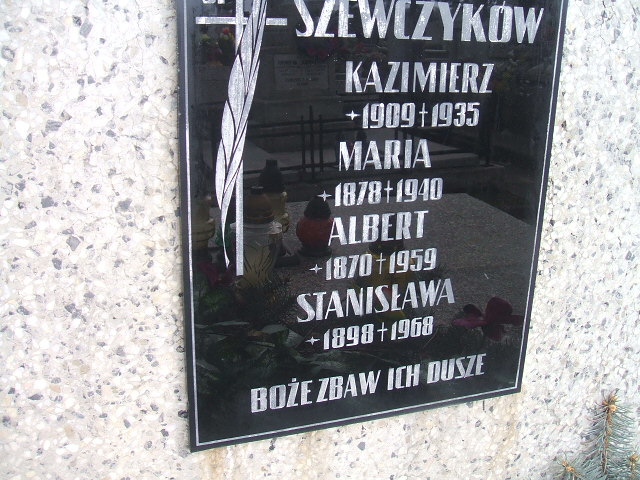 SZEWCZYKÓW
KAZIMIERZ
*1909†1935
MARIA
*1878†1940
ALBERT
*1870†1959
STANISŁAWA
*1898†1968
BOŻE ZBAW ICH DUSZE